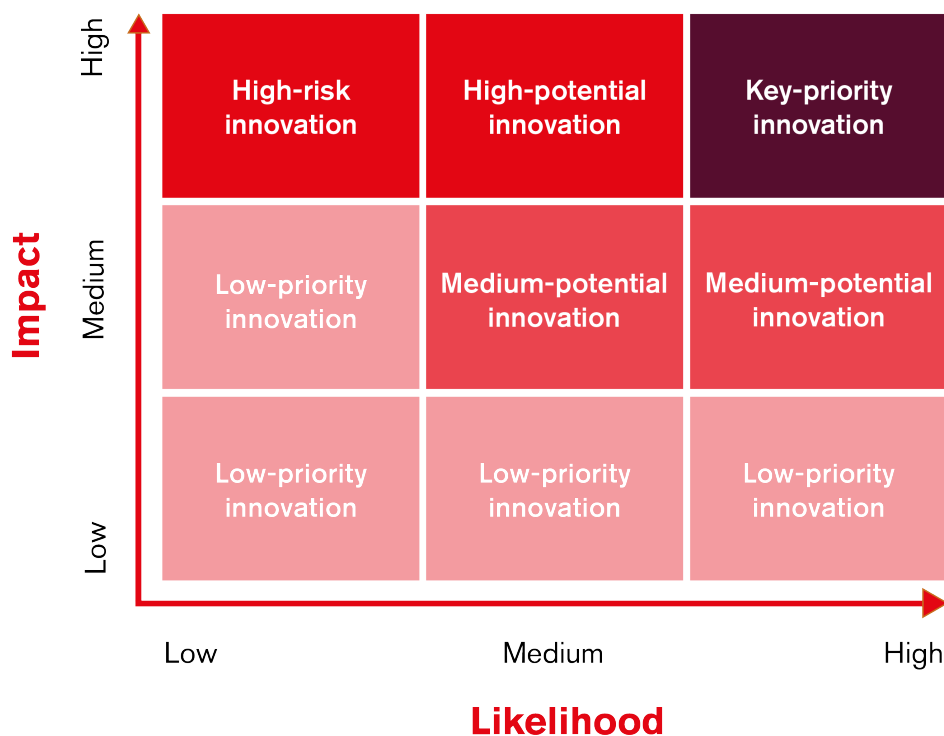 High
High-risk
innovation
High-potential
innovation
Key-priority
innovation
Impact
Medium
Low-priority
innovation
Medium-potential
innovation
Medium-potential
innovation
Low
Low-priority
innovation
Low-priority
innovation
Low-priority
innovation
Low
Medium
High
Likelihood